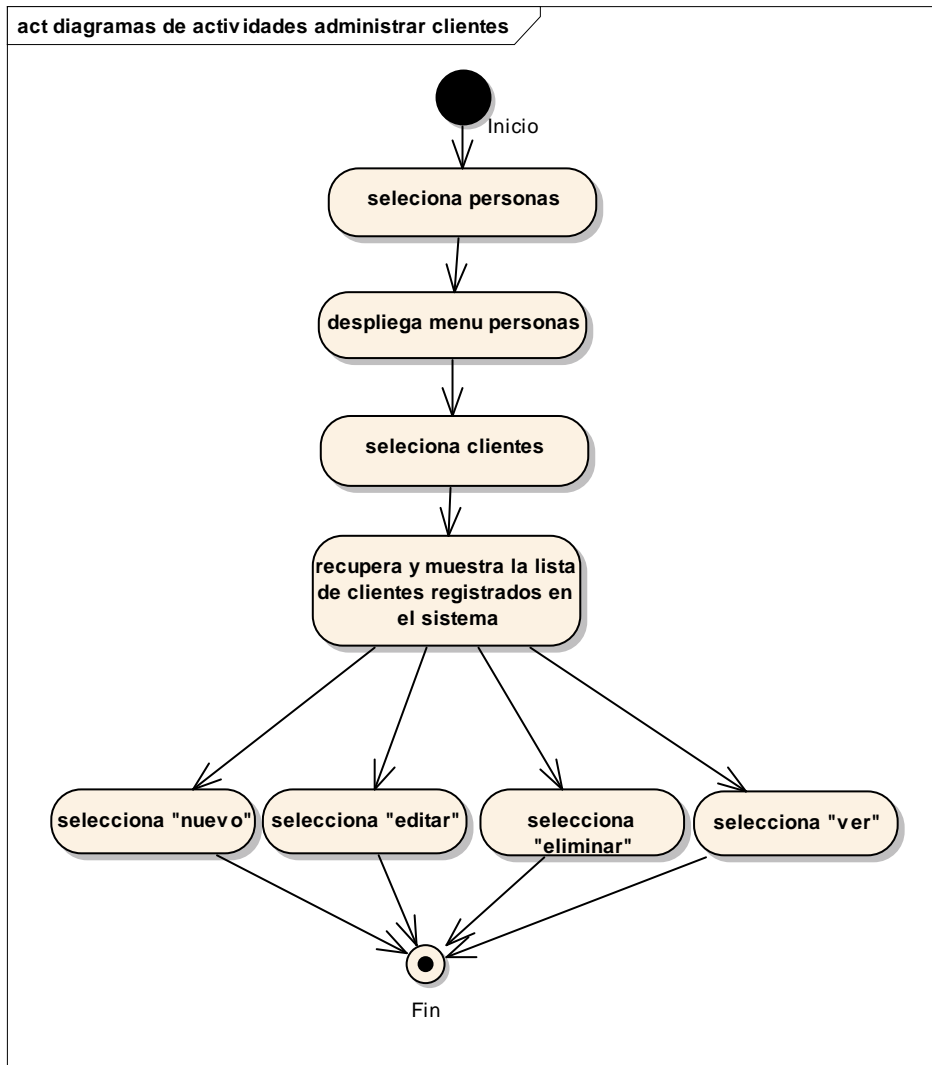 act diagramas de actividades administrar clientes
Inicio
seleciona personas
despliega menu personas
seleciona clientes
recupera y muestra la lista
de clientes registrados en
el sistema
selecciona "nuevo"
selecciona "editar"
selecciona
"eliminar"
selecciona "ver"
Fin